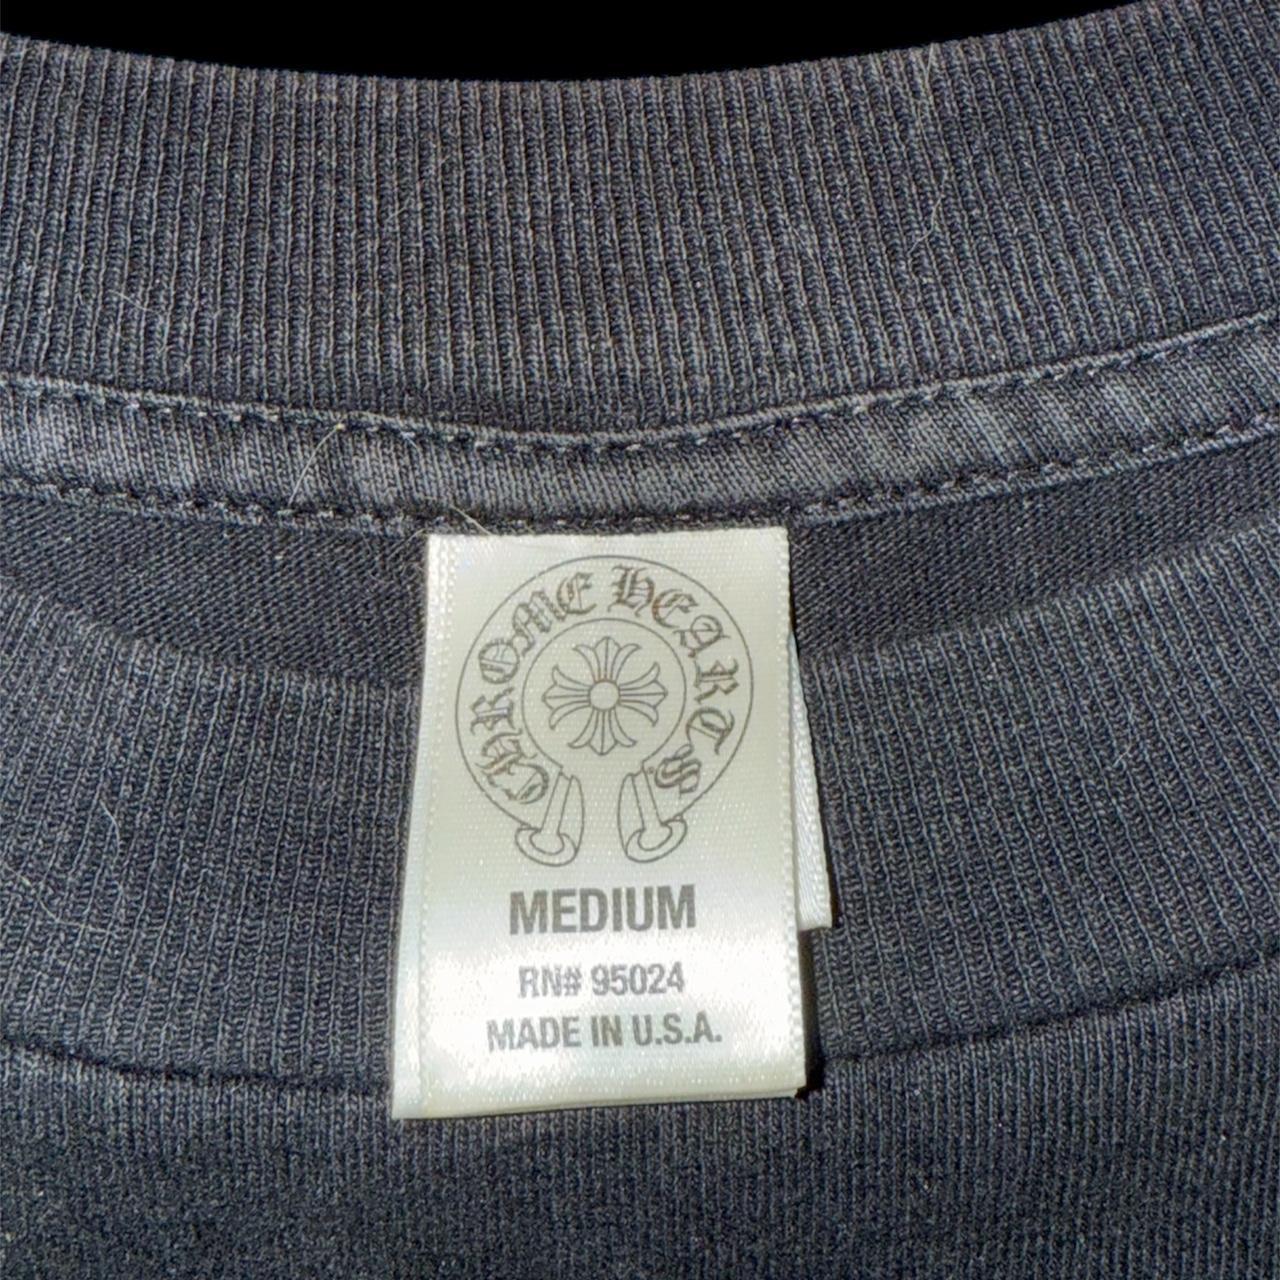 CHROME HEARTS
MEDIUM
RN# 95024
MADE IN U.S.A.